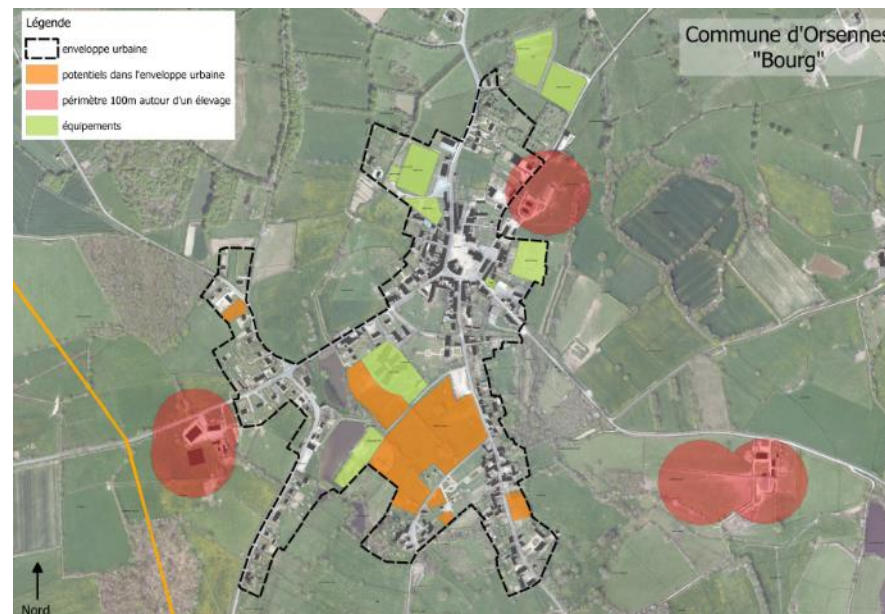 Légende
enveloppe urbaine
potentiels dans l'enveloppe urbaine
périmètre 100m autour d'un élevage
équipements
Commune d'Orsennes
"Bourg"
Nord